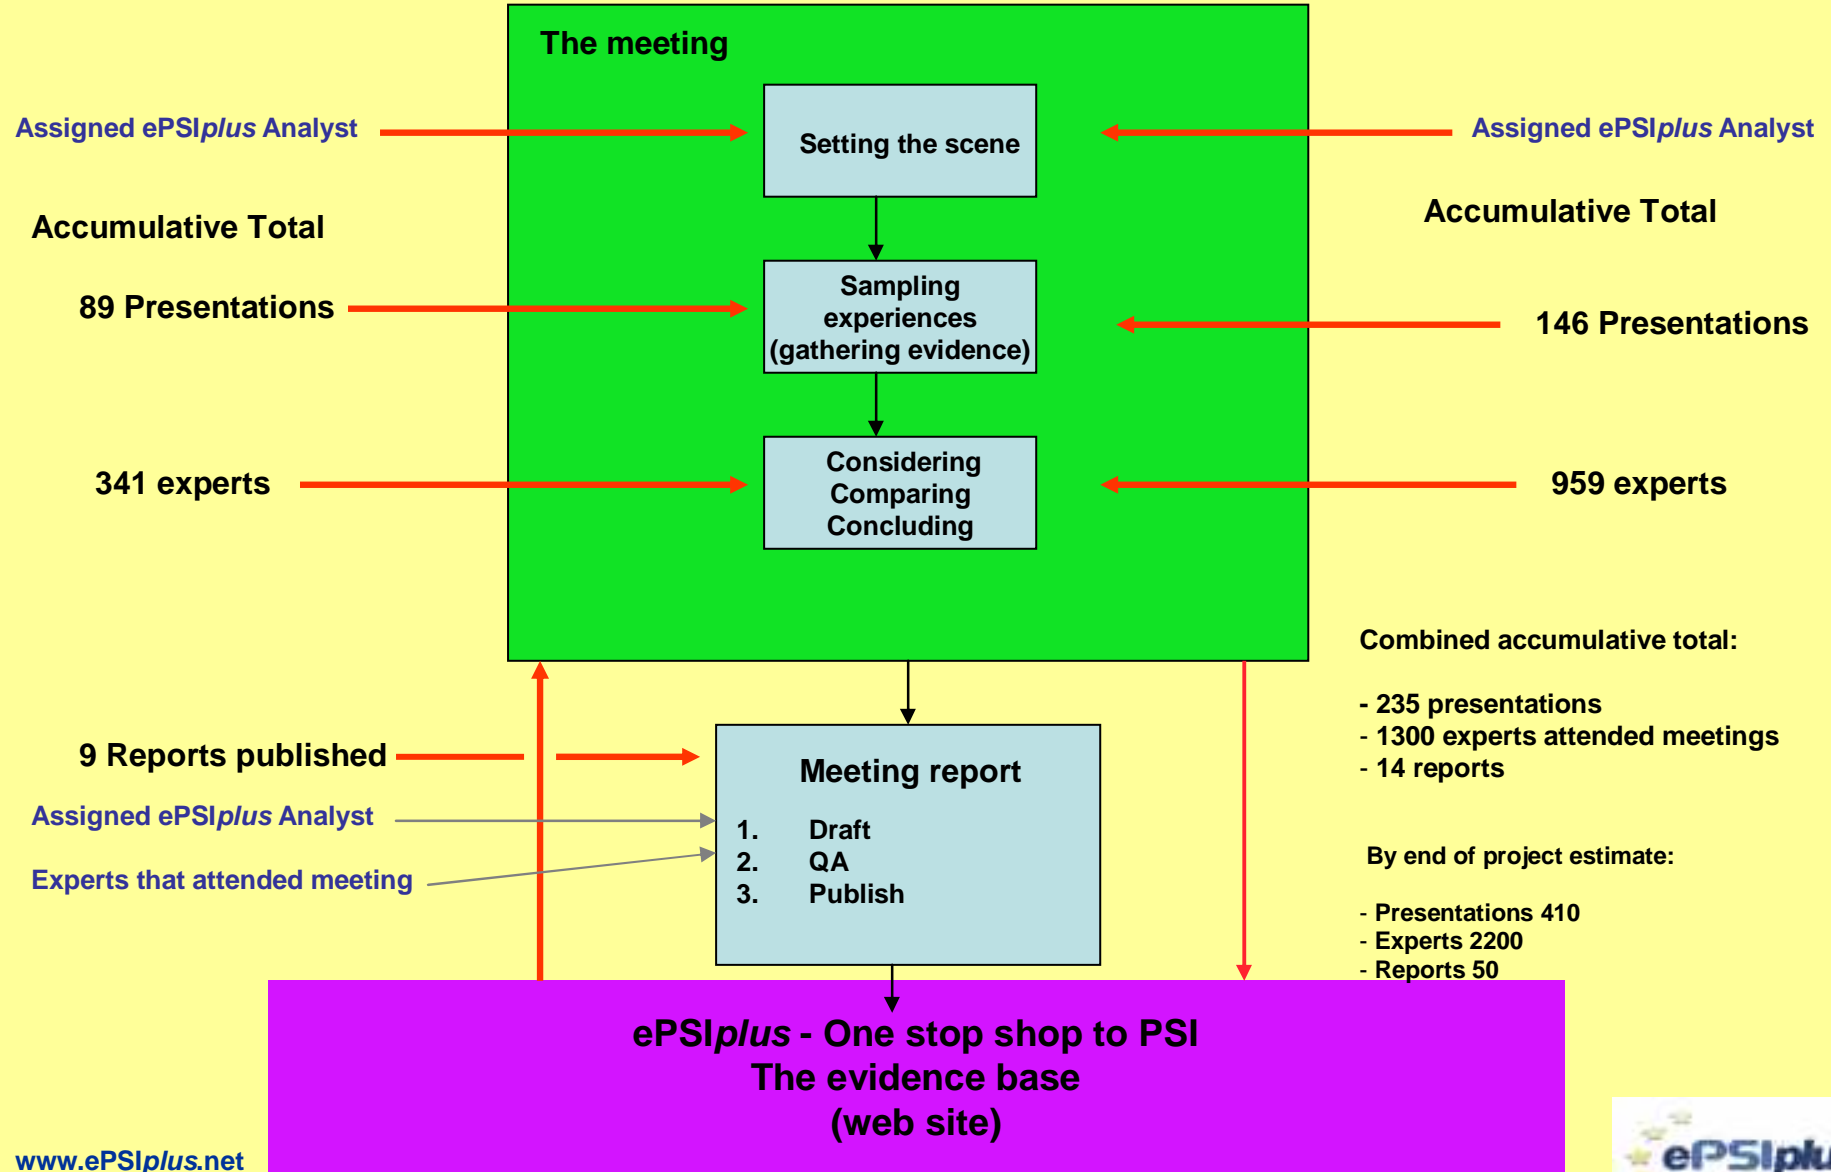 The meeting
Assigned ePSIplus Analyst
Setting the scene
Assigned ePSIplus Analyst
Accumulative Total
Accumulative Total
89 Presentations
Sampling
experiences
(gathering evidence)
146 Presentations
341 experts
Considering
Comparing
Concluding
959 experts
Combined accumulative total:
- 235 presentations
- 1300 experts attended meetings
- 14 reports
9 Reports published
Meeting report
Assigned ePSIplus Analyst
Experts that attended meeting
1. Draft
2. QA
3. Publish
By end of project estimate:
- Presentations 410
- Experts 2200
- Reports 50
ePSIplus - One stop shop to PSI
The evidence base
(web site)
www.ePSIplus.net
ePSIplu